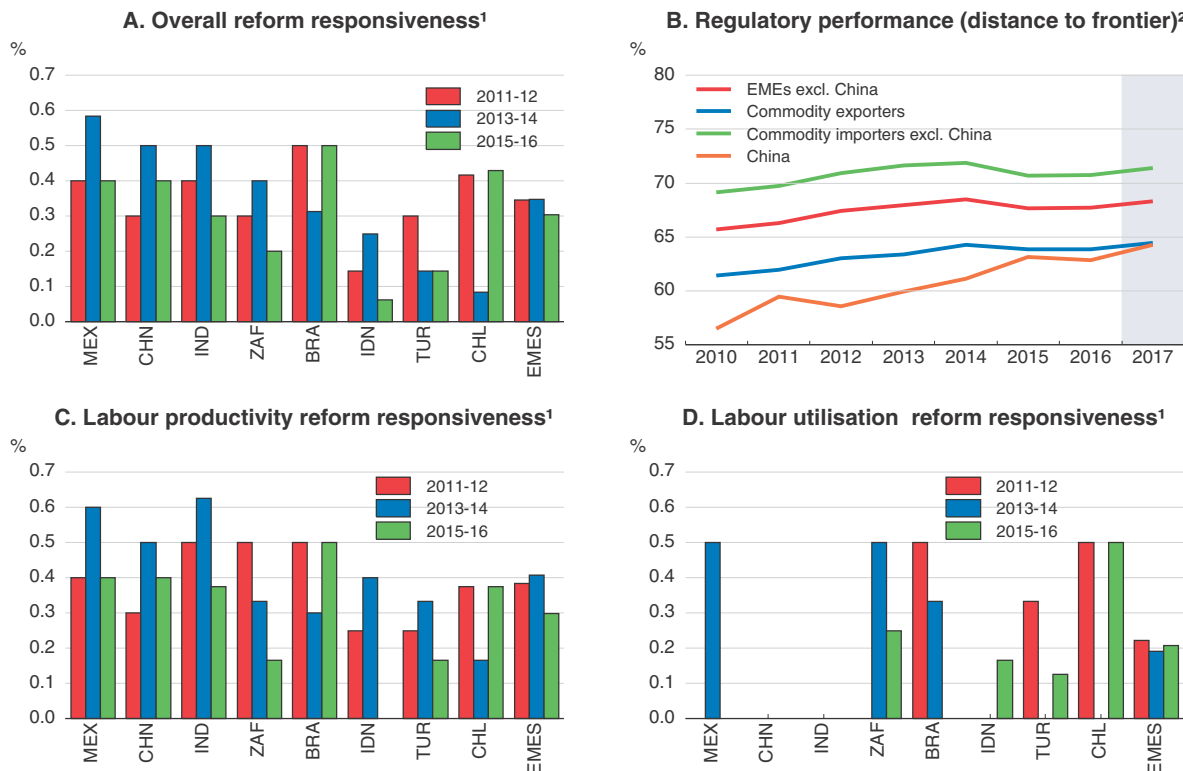 A. Overall reform responsiveness¹
%
0.7
0.6
0.5
0.4
0.3
0.2
0.1
0.0
2011-12
2013-14
2015-16
MEX
CHN
IND
ZAF
BRA
IDN
TUR
CHL
EMES
B. Regulatory performance (distance to frontier)²
%
80
75
70
65
60
55
EMEs excl. China
Commodity exporters
Commodity importers excl. China
China
2010 2011 2012 2013 2014 2015 2016 2017
C. Labour productivity reform responsiveness¹
%
0.7
0.6
0.5
0.4
0.3
0.2
0.1
0.0
2011-12
2013-14
2015-16
MEX
CHN
IND
ZAF
BRA
IDN
TUR
CHL
EMES
D. Labour utilisation reform responsiveness¹
%
0.7
0.6
0.5
0.4
0.3
0.2
0.1
0.0
2011-12
2013-14
2015-16
MEX
CHN
IND
ZAF
BRA
IDN
TUR
CHL
EMES